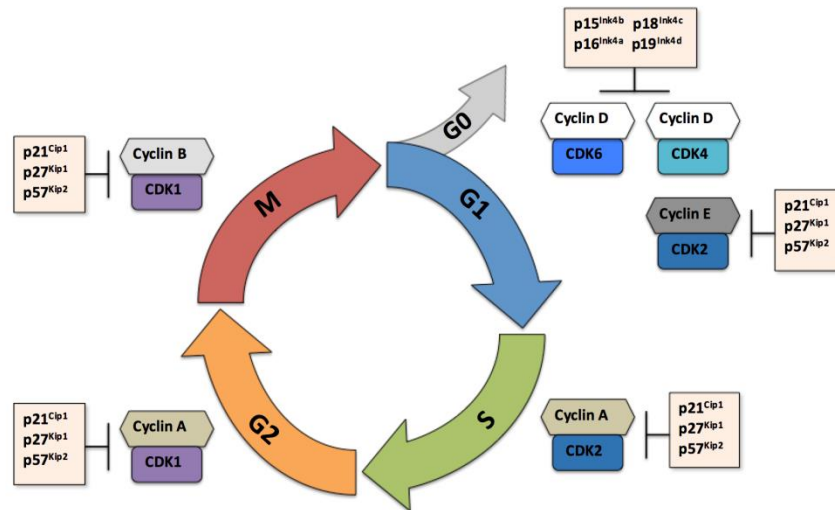 p15Ink4b p18Ink4c
p16Ink4a p19Ink4d
Cyclin D
CDK6
Cyclin D
CDK4
G0
G1
Cyclin E
CDK2
p21Cip1
p27Kip1
p57Kip2
p21Cip1
p27Kip1
p57Kip2
Cyclin B
CDK1
M
S
G2
Cyclin A
CDK2
p21Cip1
p27Kip1
p57Kip2
p21Cip1
p27Kip1
p57Kip2
Cyclin A
CDK1